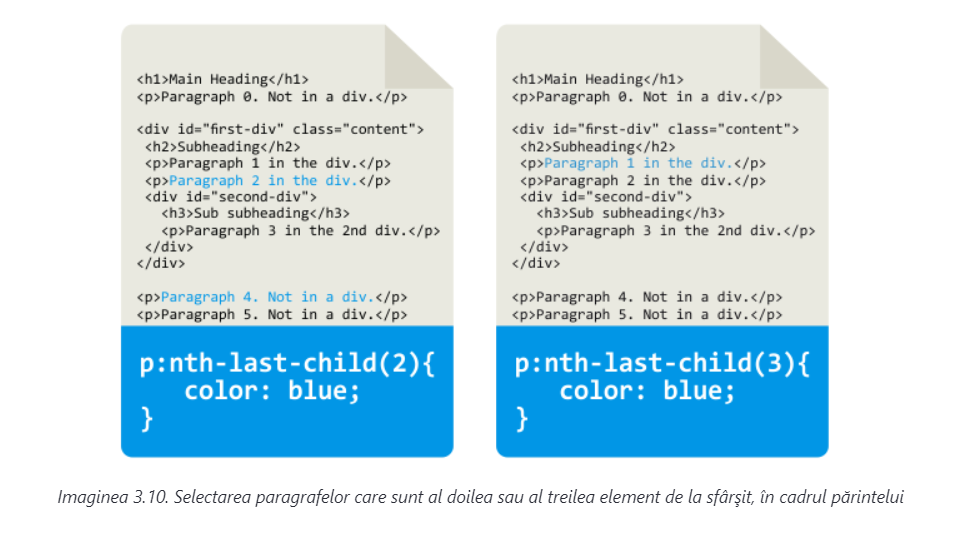 <h1>Main Heading</h1>
<p>Paragraph 0. Not in a div.</p>
<div id="first-div" class="content">
<h2>Subheading</h2>
<p>Paragraph 1 in the div.</p>
<p>Paragraph 2 in the div.</p>
<div id="second-div">
<h3>Sub subheading</h3>
<p>Paragraph 3 in the 2nd div.</p>
</div>
</div>
<p>Paragraph 4. Not in a div.</p>
<p>Paragraph 5. Not in a div.</p>
p:nth-last-child(2){
color: blue;
}
<h1>Main Heading</h1>
<p>Paragraph 0. Not in a div.</p>
<div id="first-div" class="content">
<h2>Subheading</h2>
<p>Paragraph 1 in the div.</p>
<p>Paragraph 2 in the div.</p>
<div id="second-div">
<h3>Sub subheading</h3>
<p>Paragraph 3 in the 2nd div.</p>
</div>
</div>
<p>Paragraph 4. Not in a div.</p>
<p>Paragraph 5. Not in a div.</p>
p:nth-last-child(3){
color: blue;
}
Imaginea 3.10. Selectarea paragrafelor care sunt al doilea sau al treilea element de la sfârşit, în cadrul părintelui